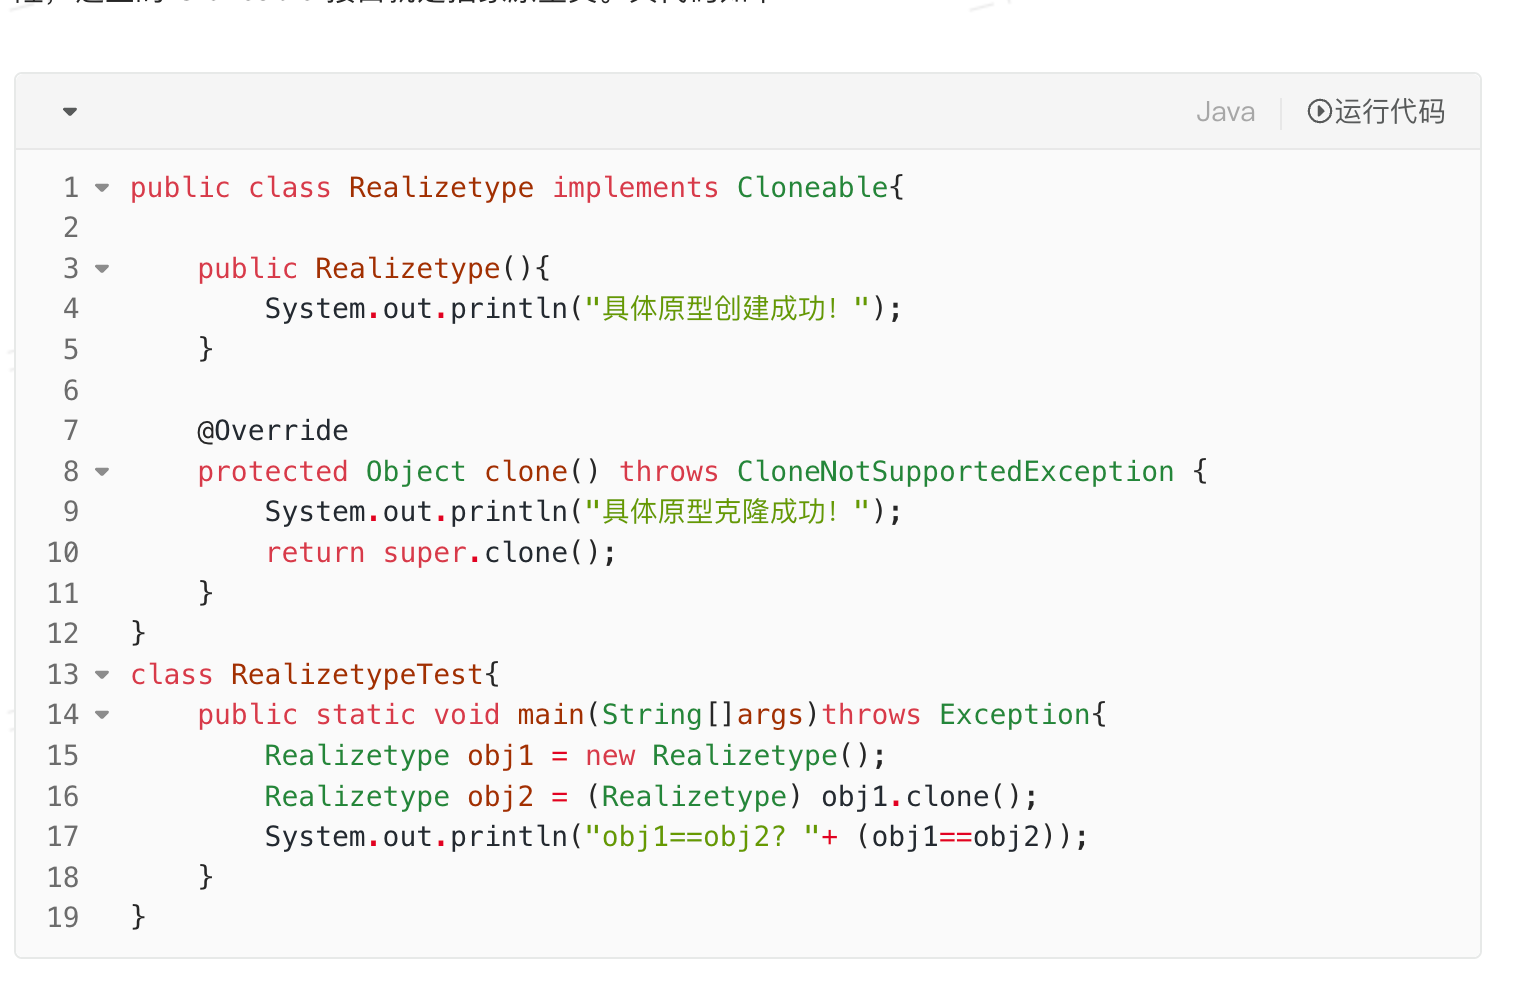 Java 运行代码
1 public class Realizetype implements Cloneable{
2
3     public Realizetype(){
4         System.out.println("具体原型创建成功！");
5     }
6
7     @Override
8     protected Object clone() throws CloneNotSupportedException {
9         System.out.println("具体原型克隆成功！");
10         return super.clone();
11     }
12 }
13 class RealizetypeTest{
14     public static void main(String[]args)throws Exception{
15         Realizetype obj1 = new Realizetype();
16         Realizetype obj2 = (Realizetype) obj1.clone();
17         System.out.println("obj1==obj2? "+ (obj1==obj2));
18     }
19 }